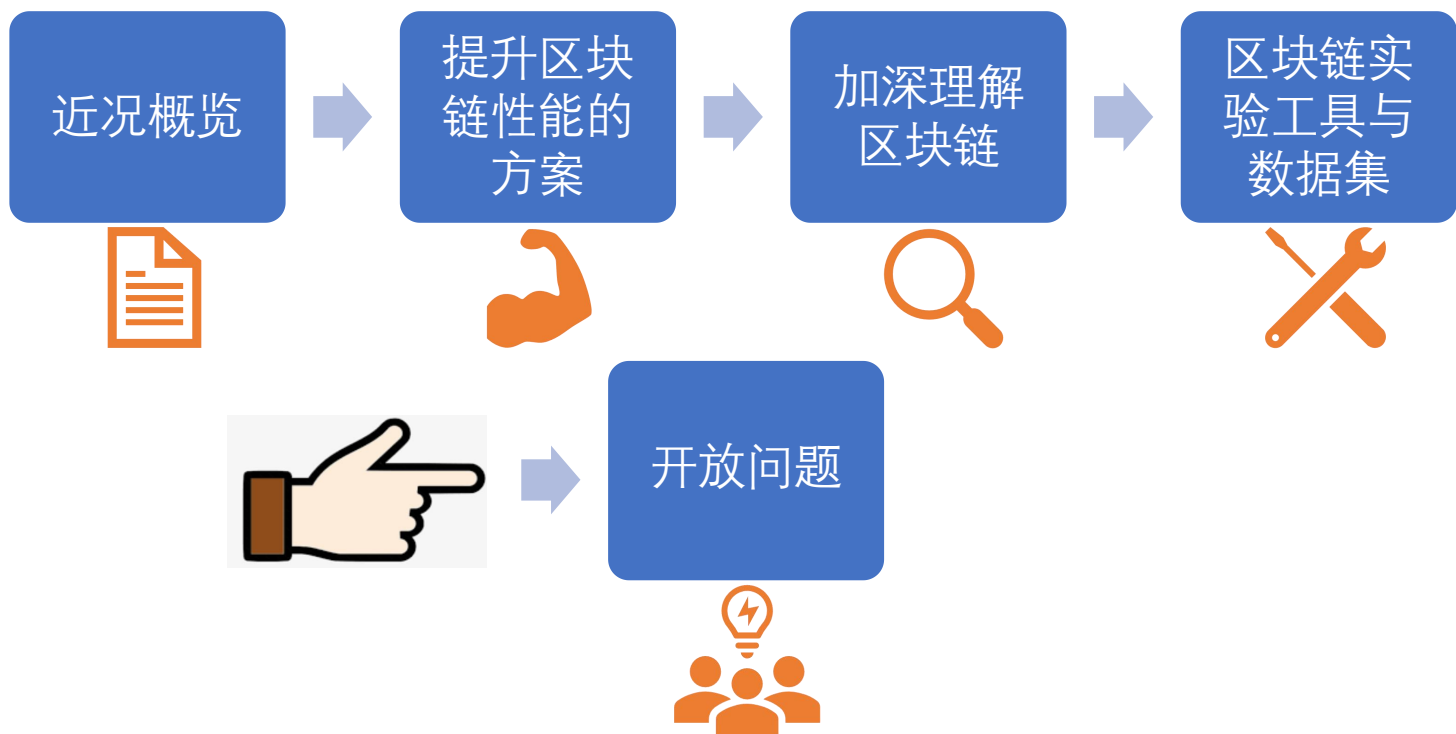 近况概览
提升区块
链性能的
方案
加深理解
区块链
区块链实
验工具与
数据集
开放问题